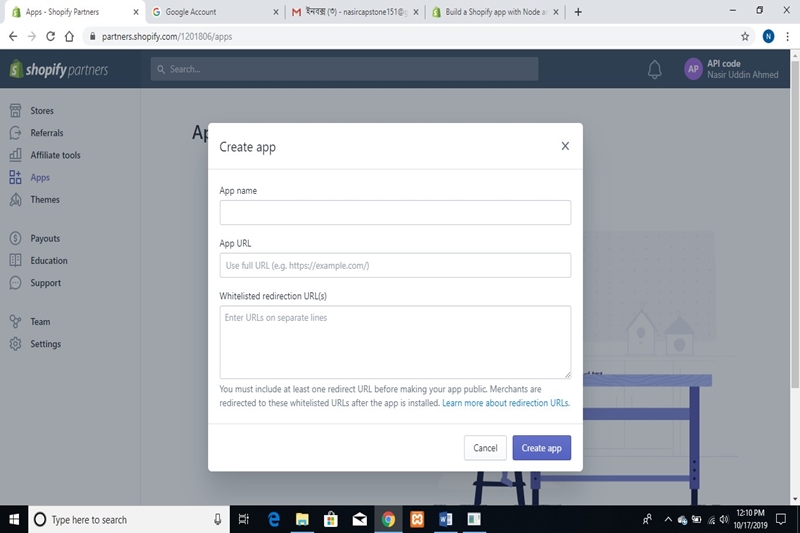 Apps - Shopify Partners
Google Account
ইনবক্স (৩) - nasircapstone151@g
Build a Shopify app with Node a
partners.shopify.com/1201806/apps
N
shopify partners
Search...
AP
API code
Nasir Uddin Ahmed
Stores
Referrals
Affiliate tools
Apps
Themes
Payouts
Education
Support
Team
Settings
Ap
Create app
App name
App URL
Use full URL (e.g. https://example.com/)
Whitelisted redirection URL(s)
Enter URLs on separate lines
You must include at least one redirect URL before making your app public. Merchants are
redirected to these whitelisted URLs after the app is installed. Learn more about redirection URLs.
Cancel
Create app
Type here to search
12:10 PM
10/17/2019